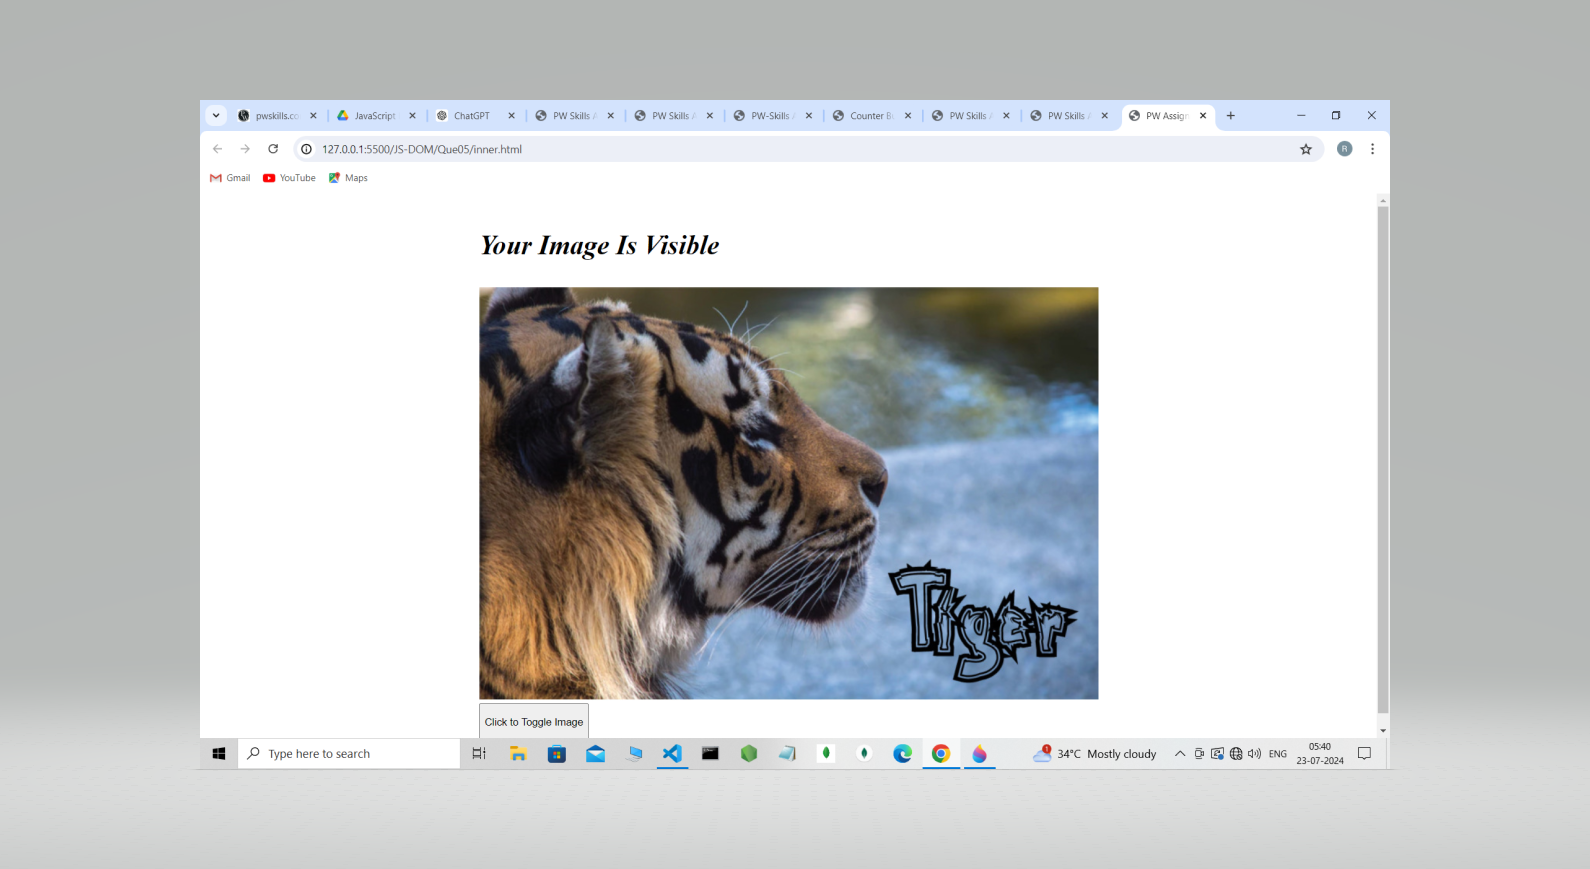 pwskills.co
JavaScript
ChatGPT
PW Skills
PW Skills
PW-Skills
Counter
PW Skills
PW Skills
PW Assign
127.0.0.1:5500/JS-DOM/Que05/inner.html
R
Gmail
YouTube
Maps
Your Image Is Visible
Tiger
Click to Toggle Image
Type here to search
1
34°C Mostly cloudy
ENG
05:40
23-07-2024